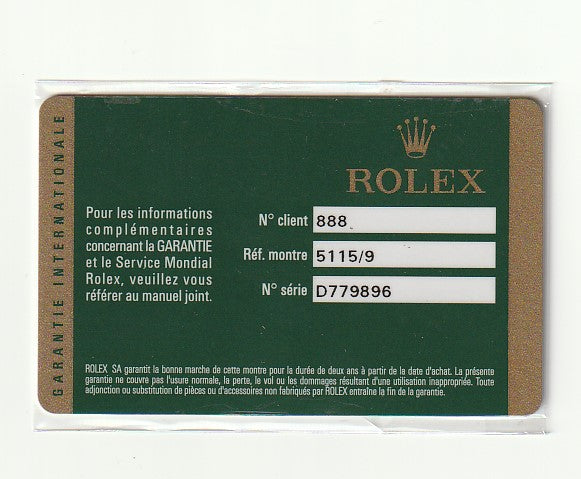 GARANTIE INTERNATIONALE
ROLEX
Pour les informations
complémentaires
concernant la GARANTIE
et le Service Mondial
Rolex, veuillez vous
référer au manuel joint.
N° client 888
Réf. montre 5115/9
N° série D779896
ROLEX SA garantit la bonne marche de cette montre pour la durée de deux ans à partir de la date d'achat. La présente
garantie ne couvre pas l'usure normale, la perte, le vol ou les dommages résultant d'une utilisation inappropriée. Toute
adjonction ou substitution de pièces ou d'accessoires non fabriqués par ROLEX entraîne la fin de la garantie.